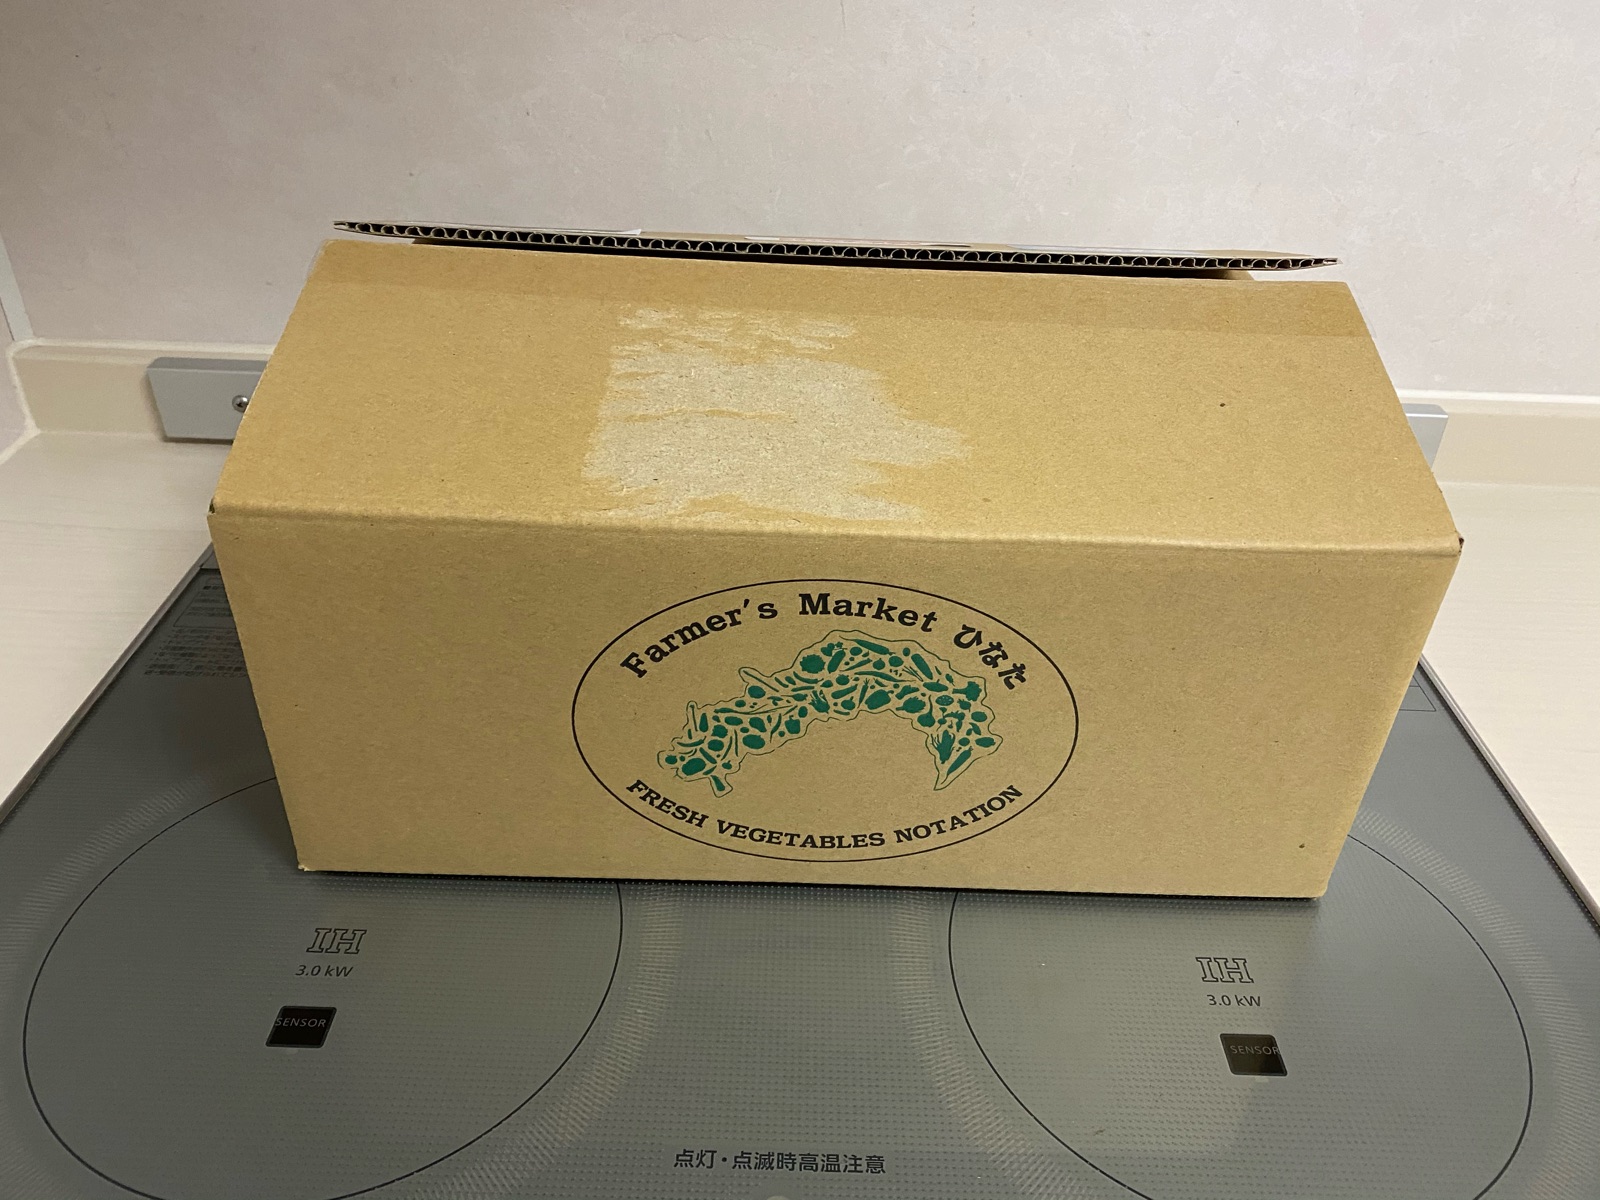 Farmer's Market ひなた
FRESH VEGETABLES NOTATION
IH
3.0 kW
SENSOR
IH
3.0 kW
SENSOR
点灯・点滅時高温注意